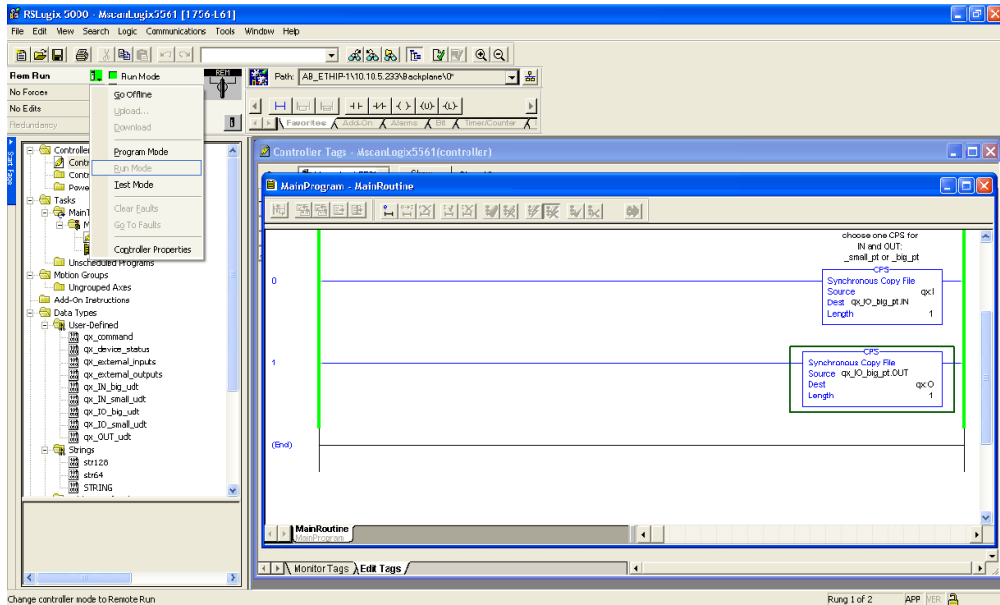 RSLogix 5000 - MscanLogix5561 [1756-L61]
File Edit View Search Logic Communications Tools Window Help
Rem Run Run Mode REM
No Forces
No Edits
Redundancy
Path: AB_ETHIP-1\10.10.5.233\Backplane\0*
Favorites Add-On Alarms Bit Timer/Counter
Go Offline
Upload...
Download
Program Mode
Run Mode
Test Mode
Clear Faults
Go To Faults
Controller Properties
Start Page
Controller
Contr
Contr
Powe
Tasks
MainT
M
Unscheduled Programs
Motion Groups
Ungrouped Axes
Add-On Instructions
Data Types
User-Defined
qx_command
qx_device_status
qx_external_inputs
qx_external_outputs
qx_IN_big_udt
qx_IN_small_udt
qx_IO_big_udt
qx_IO_small_udt
qx_OUT_udt
Strings
str128
str64
STRING
Controller Tags - MscanLogix5561(controller)
MainProgram - MainRoutine
choose one CPS for
IN and OUT:
_small_pt or _big_pt
0
CPS
Synchronous Copy File
Source qx:I
Dest qx_IO_big_pt.IN
Length 1
1
CPS
Synchronous Copy File
Source qx_IO_big_pt.OUT
Dest qx:O
Length 1
(End)
MainRoutine
MainProgram
Monitor Tags Edit Tags
Change controller mode to Remote Run
Rung 1 of 2 APP VER